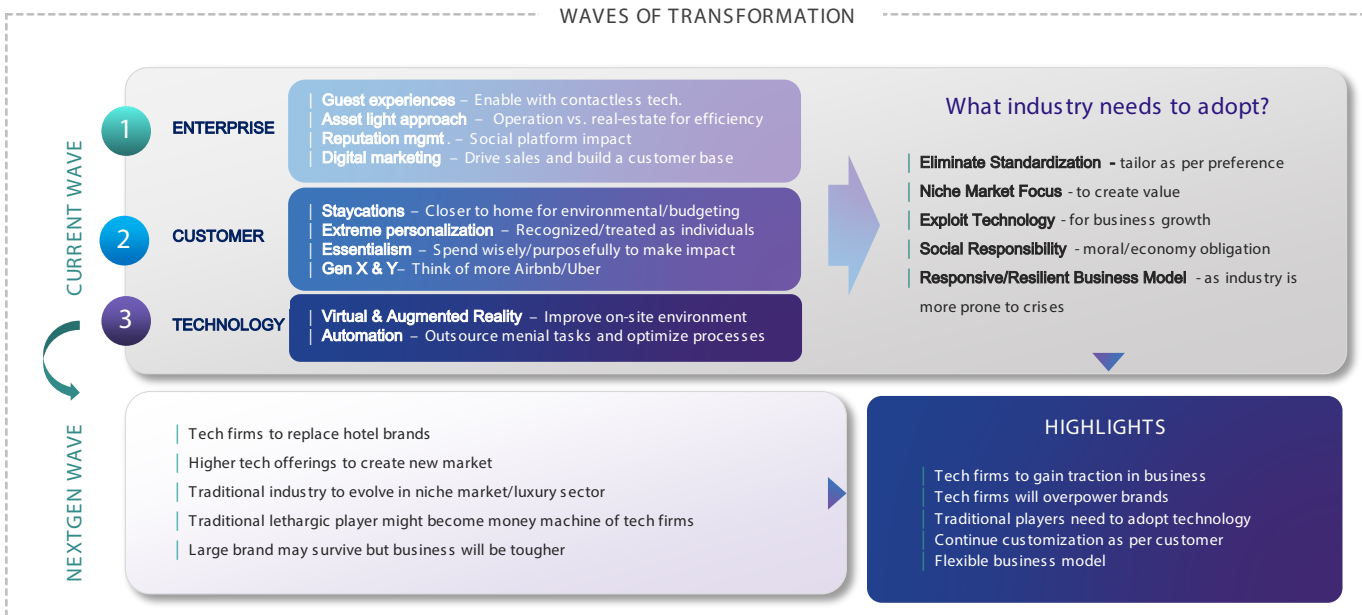 WAVES OF TRANSFORMATION
CURRENT WAVE
1
ENTERPRISE
Guest experiences – Enable with contactless tech.
Asset light approach – Operation vs. real-estate for efficiency
Reputation mgmt. – Social platform impact
Digital marketing – Drive sales and build a customer base
2
CUSTOMER
Staycations – Closer to home for environmental/budgeting
Extreme personalization – Recognized/treated as individuals
Essentialism – Spend wisely/purposefully to make impact
Gen X & Y– Think of more Airbnb/Uber
3
TECHNOLOGY
Virtual & Augmented Reality – Improve on-site environment
Automation – Outsource menial tasks and optimize processes
What industry needs to adopt?
Eliminate Standardization - tailor as per preference
Niche Market Focus - to create value
Exploit Technology - for business growth
Social Responsibility - moral/economy obligation
Responsive/Resilient Business Model - as industry is
more prone to crises
NEXTGEN WAVE
Tech firms to replace hotel brands
Higher tech offerings to create new market
Traditional industry to evolve in niche market/luxury sector
Traditional lethargic player might become money machine of tech firms
Large brand may survive but business will be tougher
HIGHLIGHTS
Tech firms to gain traction in business
Tech firms will overpower brands
Traditional players need to adopt technology
Continue customization as per customer
Flexible business model